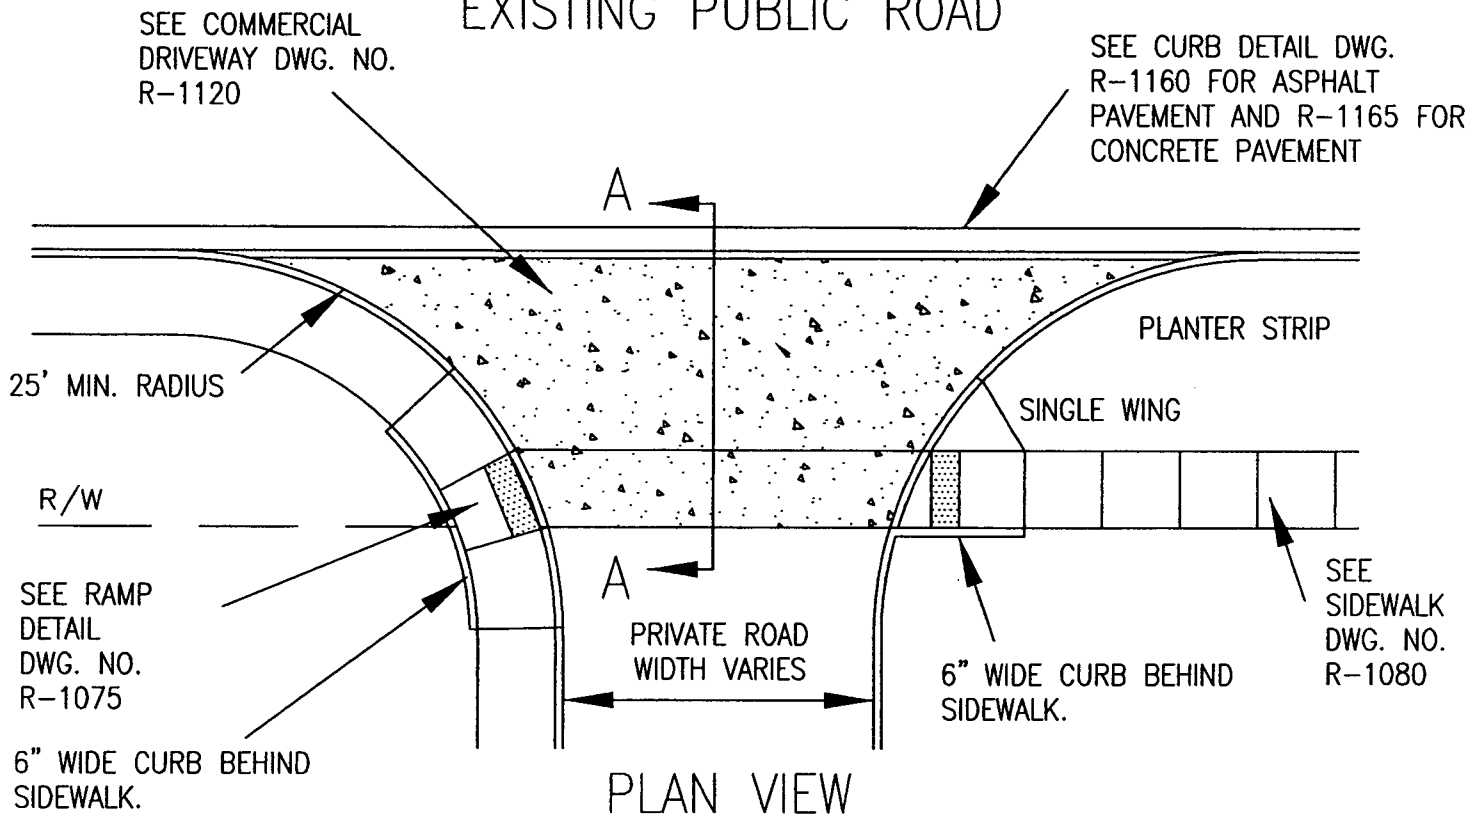 EXISTING PUBLIC ROAD
SEE COMMERCIAL
DRIVEWAY DWG. NO.
R-1120
SEE CURB DETAIL DWG.
R-1160 FOR ASPHALT
PAVEMENT AND R-1165 FOR
CONCRETE PAVEMENT
A
PLANTER STRIP
25' MIN. RADIUS
SINGLE WING
R/W
A
SEE RAMP
DETAIL
DWG. NO.
R-1075
PRIVATE ROAD
WIDTH VARIES
6" WIDE CURB BEHIND
SIDEWALK.
SEE
SIDEWALK
DWG. NO.
R-1080
6" WIDE CURB BEHIND
SIDEWALK.
PLAN VIEW